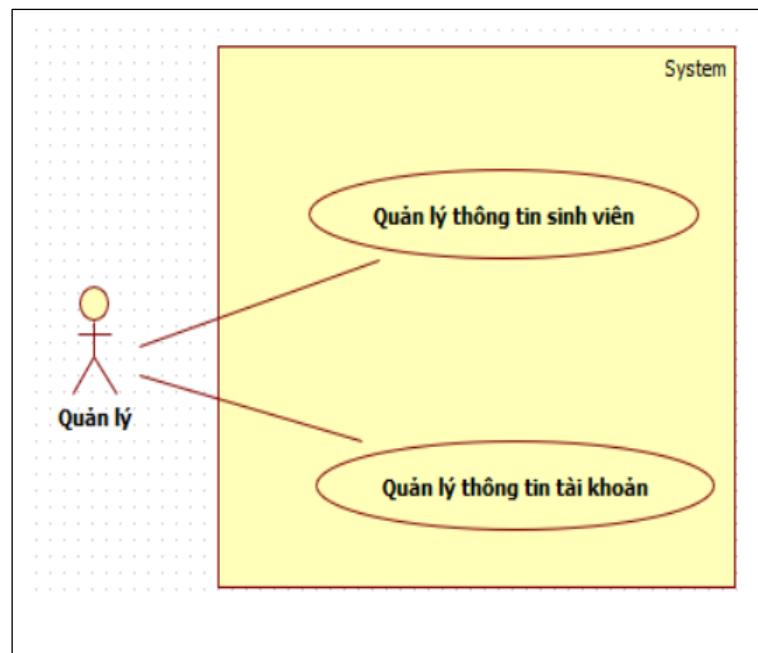 System
Quản lý thông tin sinh viên
Quản lý
Quản lý thông tin tài khoản